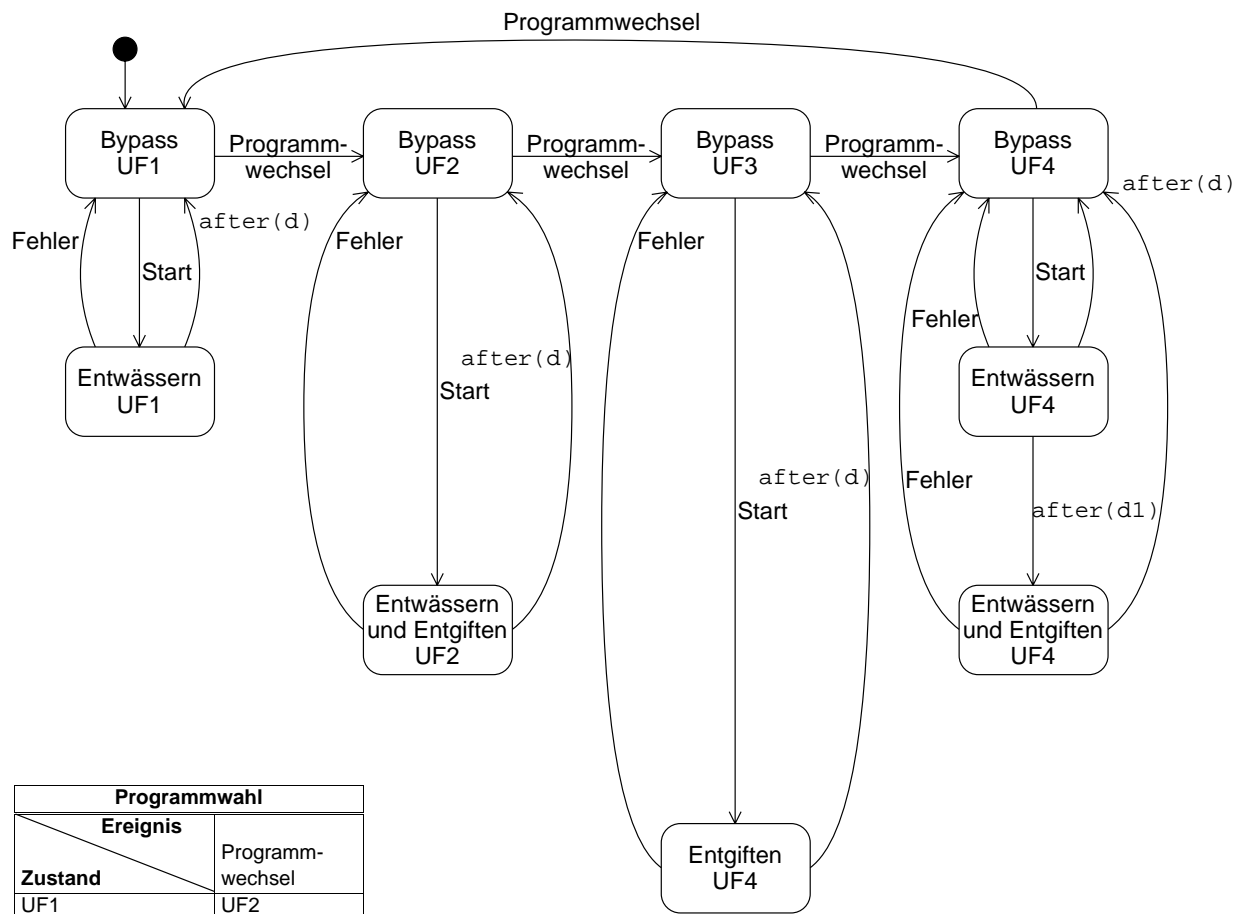 Programmwechsel
Bypass
UF1
Programm-
wechsel
Bypass
UF2
Programm-
wechsel
Bypass
UF3
Programm-
wechsel
Bypass
UF4
after(d)
Fehler
after(d)
Start
Fehler
Fehler
Start
Fehler
Entwässern
UF1
after(d)
Start
Entwässern
UF4
after(d)
Start
Fehler
after(d1)
Entwässern
und Entgiften
UF2
Entwässern
und Entgiften
UF4
Entgiften
UF4
Programmwahl
Ereignis
Zustand
Programm-
wechsel
UF1
UF2